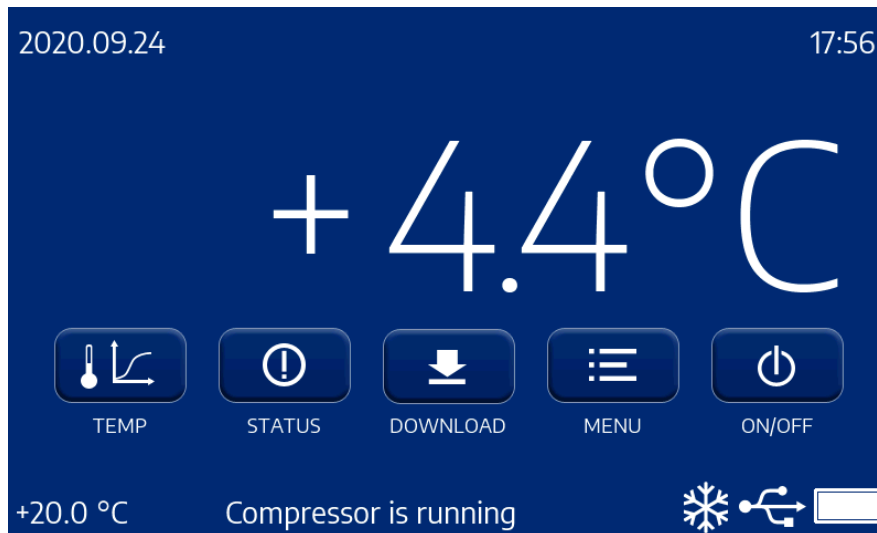 2020.09.24 17:56
+4.4°C
TEMP STATUS DOWNLOAD MENU ON/OFF
+20.0 °C Compressor is running